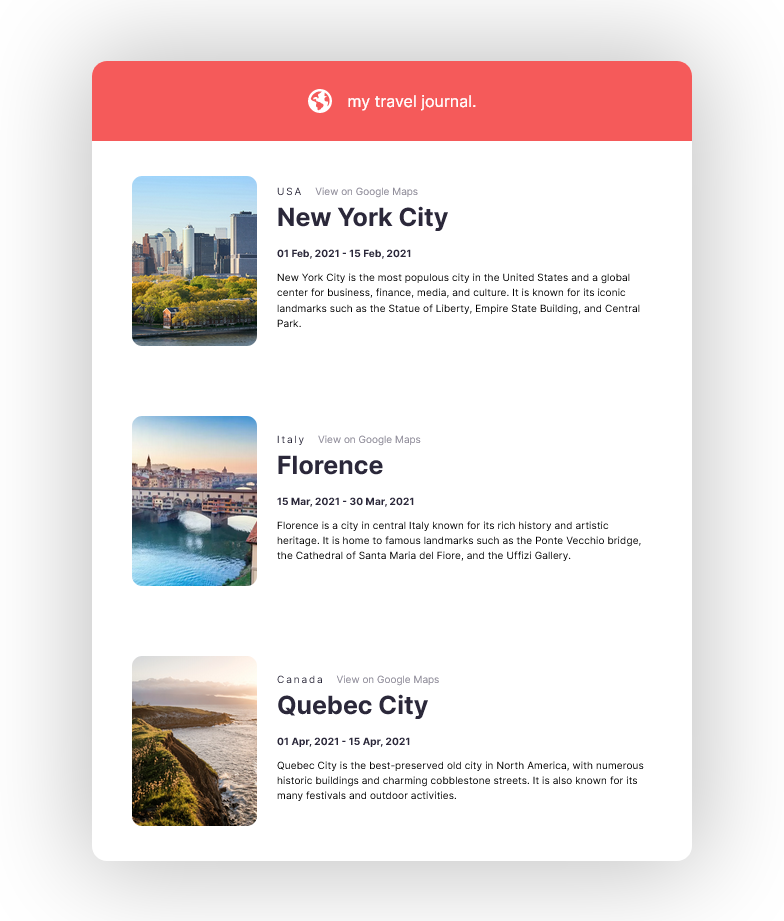 my travel journal.
USA View on Google Maps
New York City
01 Feb, 2021 - 15 Feb, 2021
New York City is the most populous city in the United States and a global
center for business, finance, media, and culture. It is known for its iconic
landmarks such as the Statue of Liberty, Empire State Building, and Central
Park.
Italy View on Google Maps
Florence
15 Mar, 2021 - 30 Mar, 2021
Florence is a city in central Italy known for its rich history and artistic
heritage. It is home to famous landmarks such as the Ponte Vecchio bridge,
the Cathedral of Santa Maria del Fiore, and the Uffizi Gallery.
Canada View on Google Maps
Quebec City
01 Apr, 2021 - 15 Apr, 2021
Quebec City is the best-preserved old city in North America, with numerous
historic buildings and charming cobblestone streets. It is also known for its
many festivals and outdoor activities.